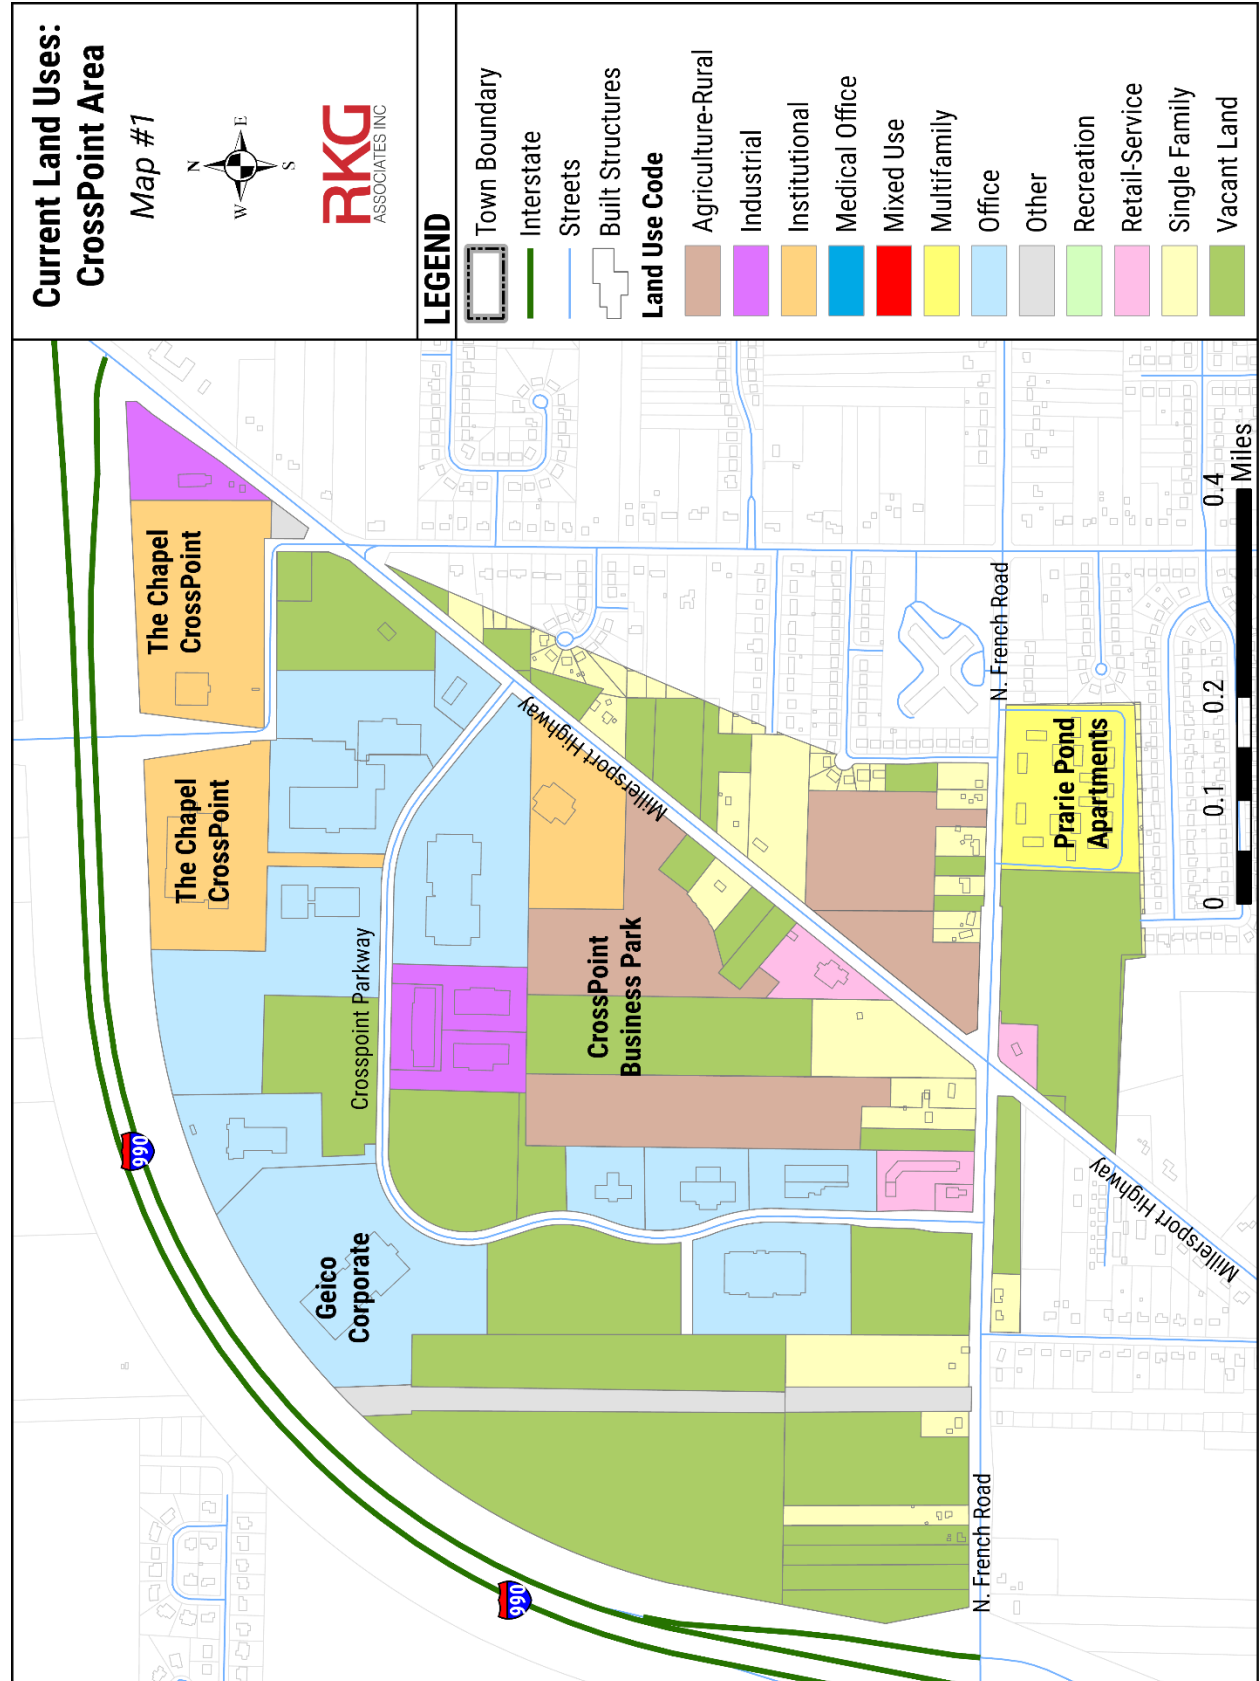 Current Land Uses:
CrossPoint Area
Map #1
N
W
E
S
RKG
ASSOCIATES INC
LEGEND
Town Boundary
Interstate
Streets
Built Structures
Land Use Code
Agriculture-Rural
Industrial
Institutional
Medical Office
Mixed Use
Multifamily
Office
Other
Recreation
Retail-Service
Single Family
Vacant Land
The Chapel
CrossPoint
The Chapel
CrossPoint
Crosspoint Parkway
990
Geico
Corporate
CrossPoint
Business Park
Millersport Highway
N. French Road
Prarie Pond
Apartments
990
N. French Road
Millersport Highway
0
0.1
0.2
0.4
Miles